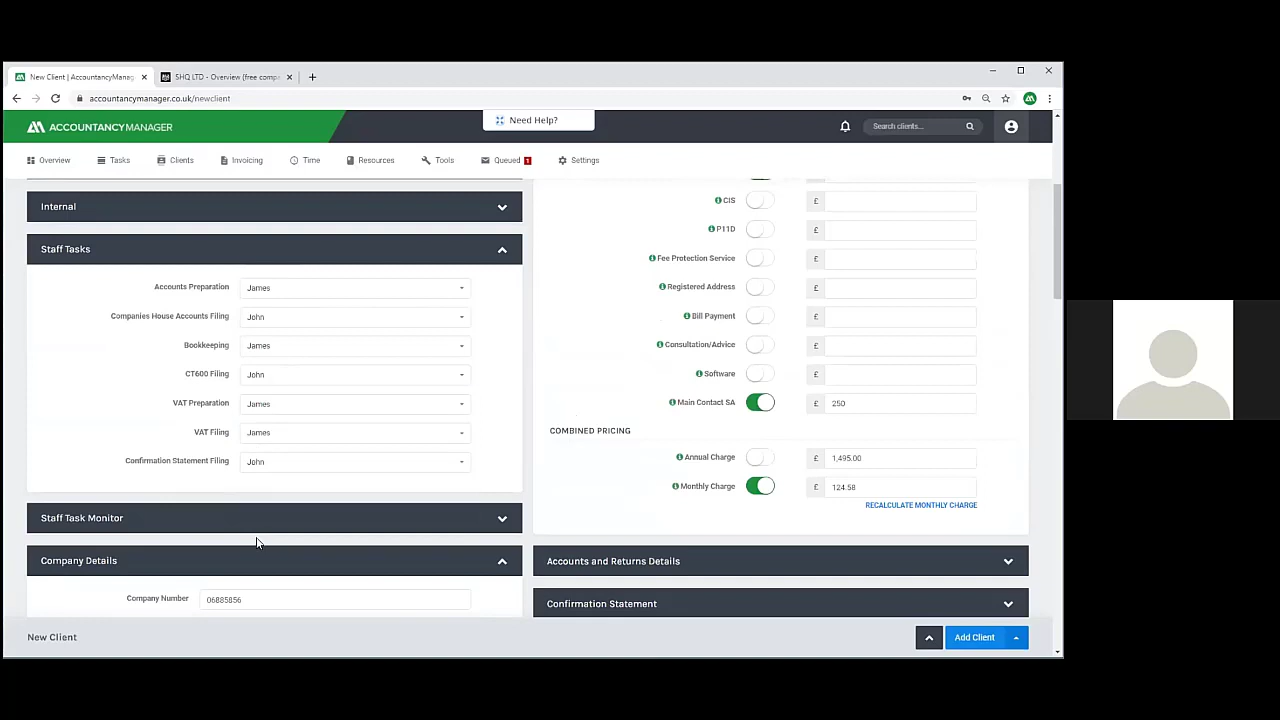 New Client | AccountancyManag
SHQ LTD - Overview (free comp
accountancymanager.co.uk/newclient
ACCOUNTANCYMANAGER
Need Help?
Search clients...
Overview
Tasks
Clients
Invoicing
Time
Resources
Tools
Queued 1
Settings
Internal
Staff Tasks
Accounts Preparation James
Companies House Accounts Filing John
Bookkeeping James
CT600 Filing John
VAT Preparation James
VAT Filing James
Confirmation Statement Filing John
Staff Task Monitor
Company Details
Company Number 06885856
CIS £
P11D £
Fee Protection Service £
Registered Address £
Bill Payment £
Consultation/Advice £
Software £
Main Contact SA £ 250
COMBINED PRICING
Annual Charge £ 1,495.00
Monthly Charge £ 124.58
RECALCULATE MONTHLY CHARGE
Accounts and Returns Details
Confirmation Statement
New Client
Add Client